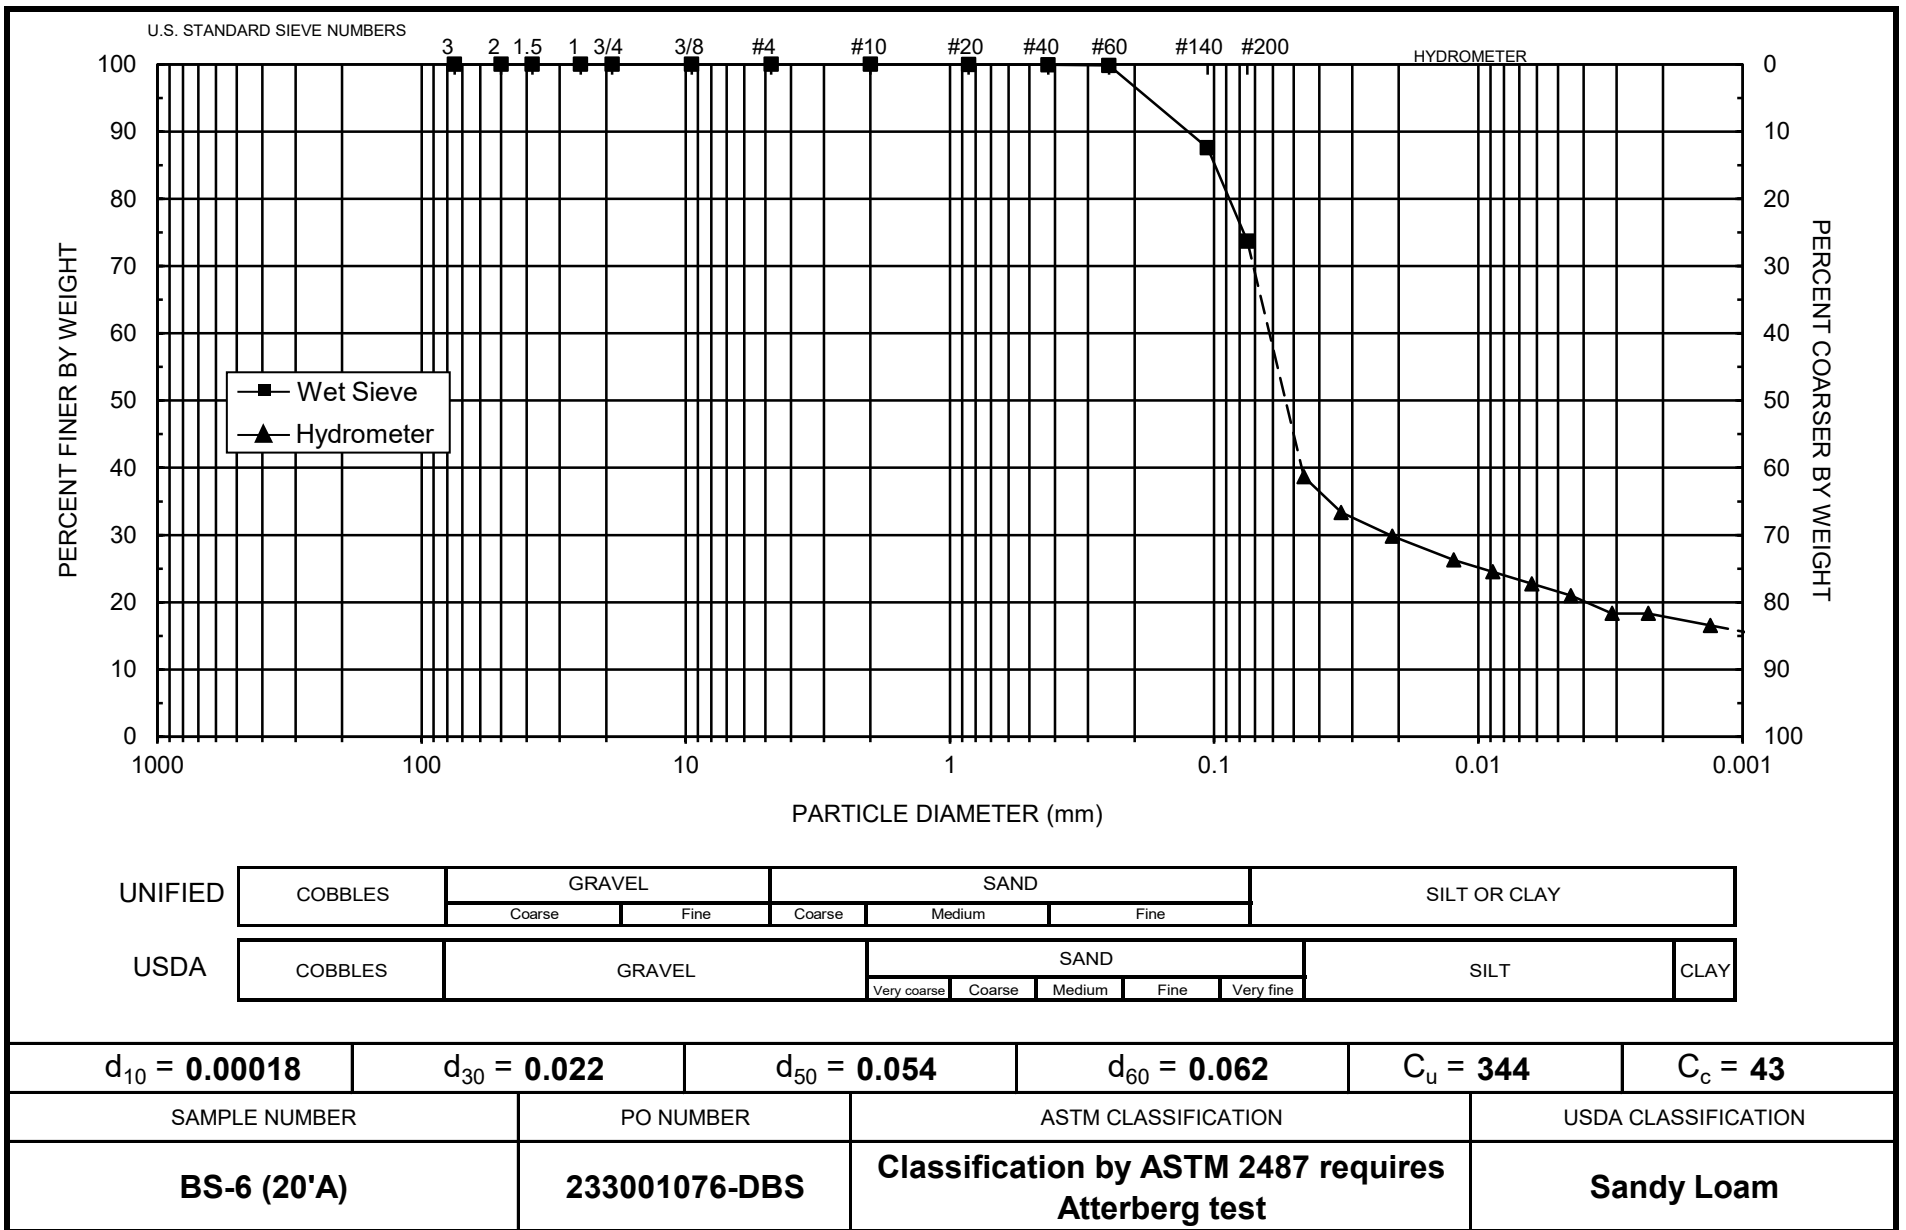 U.S. STANDARD SIEVE NUMBERS
3 2 1.5 1 3/4 3/8 #4 #10 #20 #40 #60 #140 #200
HYDROMETER
100 0
90 10
80 20
70 30
60 40
50 50
40 60
30 70
20 80
10 90
0 100
PERCENT FINER BY WEIGHT
PERCENT COARSER BY WEIGHT
Wet Sieve
Hydrometer
1000 100 10 1 0.1 0.01 0.001
PARTICLE DIAMETER (mm)
UNIFIED
COBBLES GRAVEL SAND SILT OR CLAY
Coarse Fine Coarse Medium Fine
USDA
COBBLES GRAVEL SAND SILT CLAY
Very coarse Coarse Medium Fine Very fine
d10 = 0.00018 d30 = 0.022 d50 = 0.054 d60 = 0.062 Cu = 344 Cc = 43
SAMPLE NUMBER PO NUMBER ASTM CLASSIFICATION USDA CLASSIFICATION
BS-6 (20'A) 233001076-DBS
Classification by ASTM 2487 requires
Atterberg test
Sandy Loam